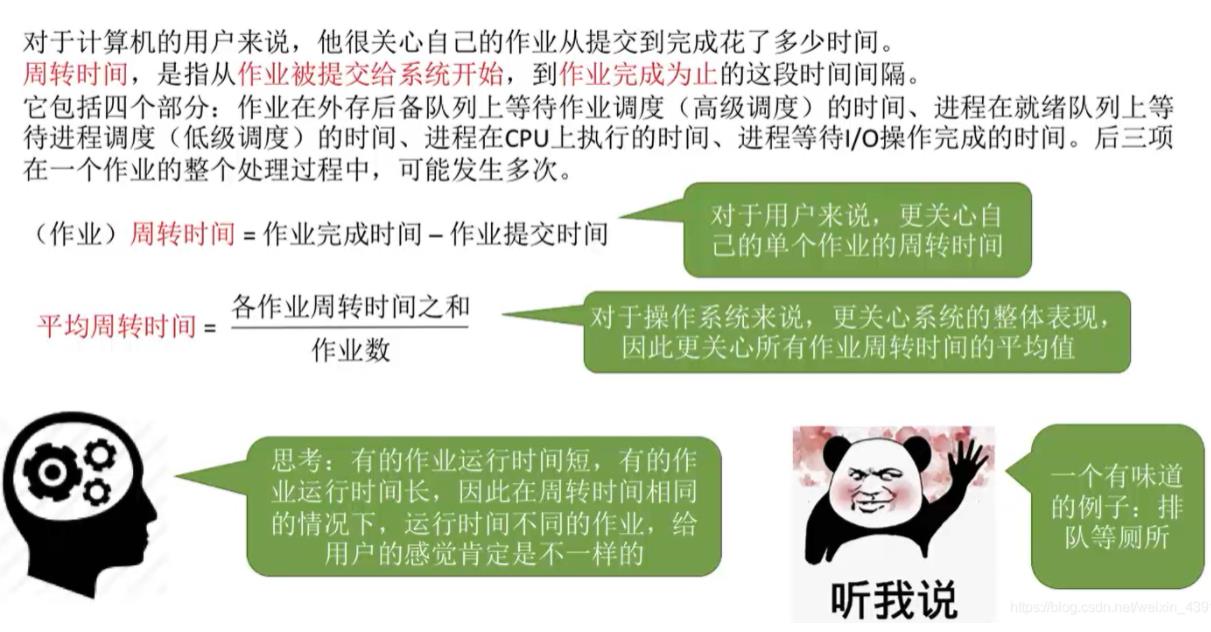 对于计算机的用户来说，他很关心自己的作业从提交到完成花了多少时间。
周转时间，是指从作业被提交给系统开始，到作业完成为止的这段时间间隔。
它包括四个部分：作业在外存后备队列上等待作业调度（高级调度）的时间、进程在就绪队列上等
待进程调度（低级调度）的时间、进程在CPU上执行的时间、进程等待I/O操作完成的时间。后三项
在一个作业的整个处理过程中，可能发生多次。
（作业）周转时间 = 作业完成时间 – 作业提交时间
对于用户来说，更关心自
己的单个作业的周转时间
平均周转时间 =
各作业周转时间之和
作业数
对于操作系统来说，更关心系统的整体表现，
因此更关心所有作业周转时间的平均值
思考：有的作业运行时间短，有的作
业运行时间长，因此在周转时间相同
的情况下，运行时间不同的作业，给
用户的感觉肯定是不一样的
听我说
一个有味道
的例子：排
队等厕所
https://blog.csdn.net/weixin_439